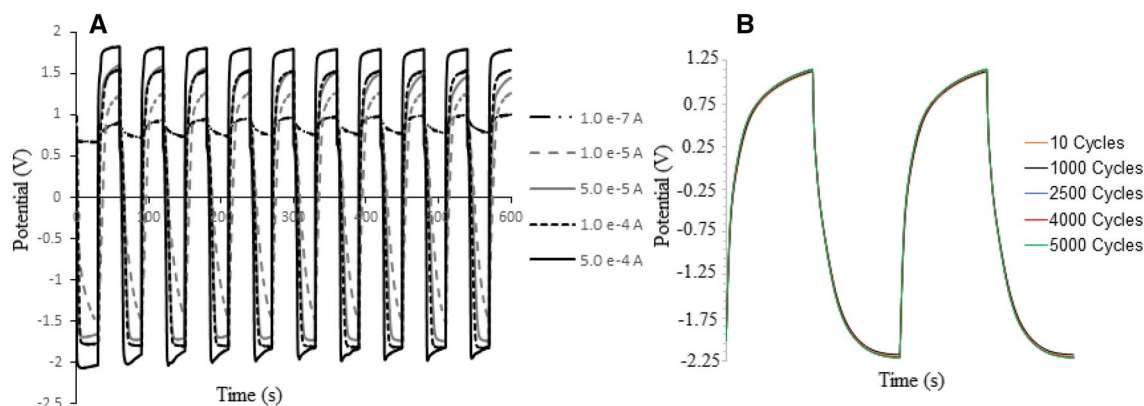 A
Potential (V)
2
1.5
1
0.5
0
-0.5
-1
-1.5
-2
-2.5
0 100 200 300 400 500 600
Time (s)
1.0 e-7 A
1.0 e-5 A
5.0 e-5 A
1.0 e-4 A
5.0 e-4 A
B
Potential (V)
1.25
0.75
0.25
-0.25
-0.75
-1.25
-1.75
-2.25
Time (s)
10 Cycles
1000 Cycles
2500 Cycles
4000 Cycles
5000 Cycles